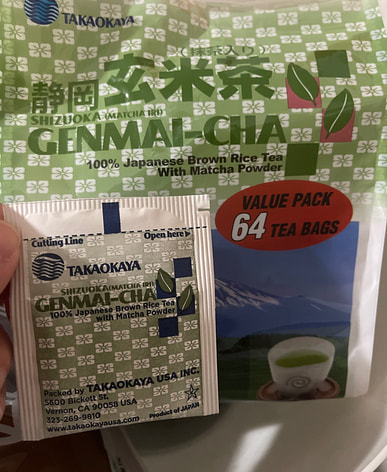 TAKAOKAYA
(抹茶入り)
静岡 玄米茶
SHIZUOKA (MATCHA IRI)
GENMAI-CHA
100% Japanese Brown Rice Tea
With Matcha Powder
VALUE PACK
64 TEA BAGS
Cutting Line
Open here
TAKAOKAYA
SHIZUOKA (MATCHA IRI)
GENMAI-CHA
100% Japanese Brown Rice Tea
with Matcha Powder
Packed by TAKAOKAYA USA INC.
5600 Bickett St.
Vernon, CA 90058 USA
323-269-9810
Product of JAPAN
www.takaokayausa.com